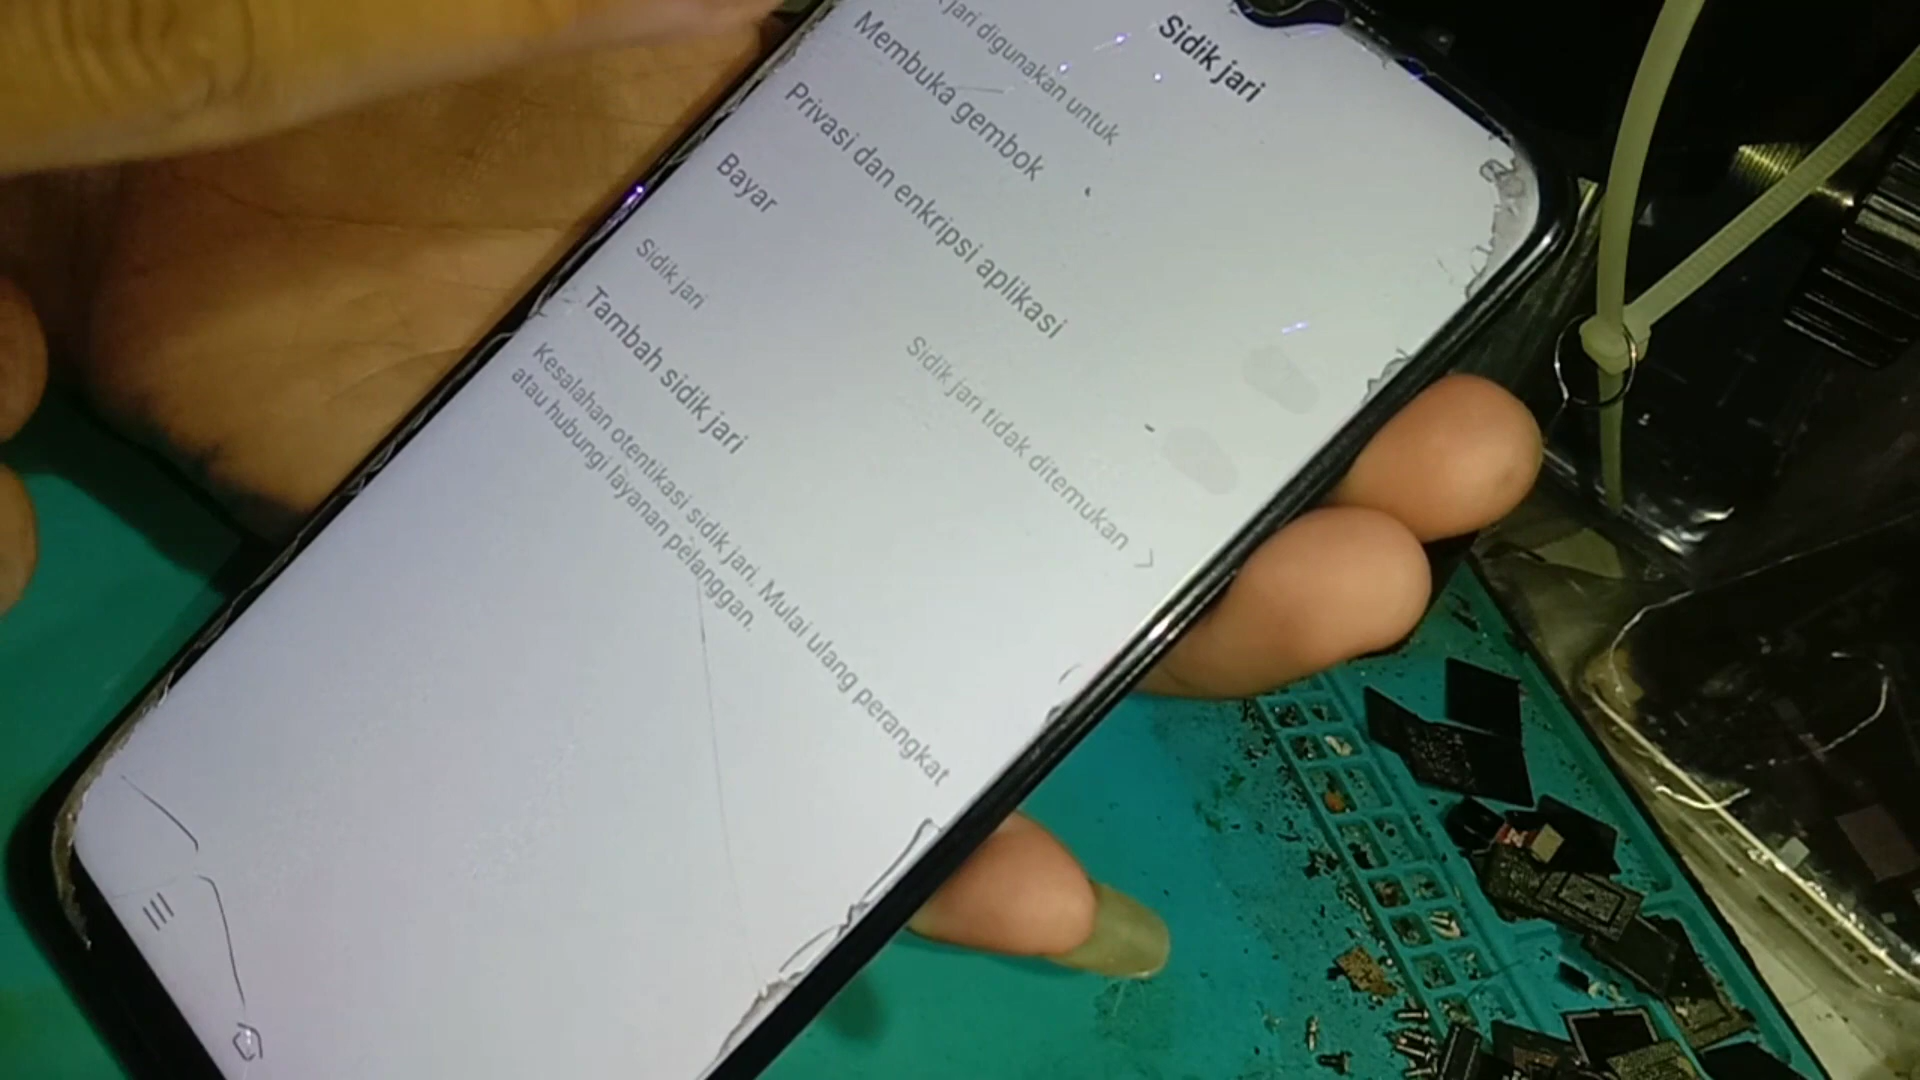 Sidik jari
jari digunakan untuk
Membuka gembok
Privasi dan enkripsi aplikasi
Bayar
Sidik jari
Tambah sidik jari
Sidik jari tidak ditemukan >
Kesalahan otentikasi sidik jari. Mulai ulang perangkat
atau hubungi layanan pelanggan.